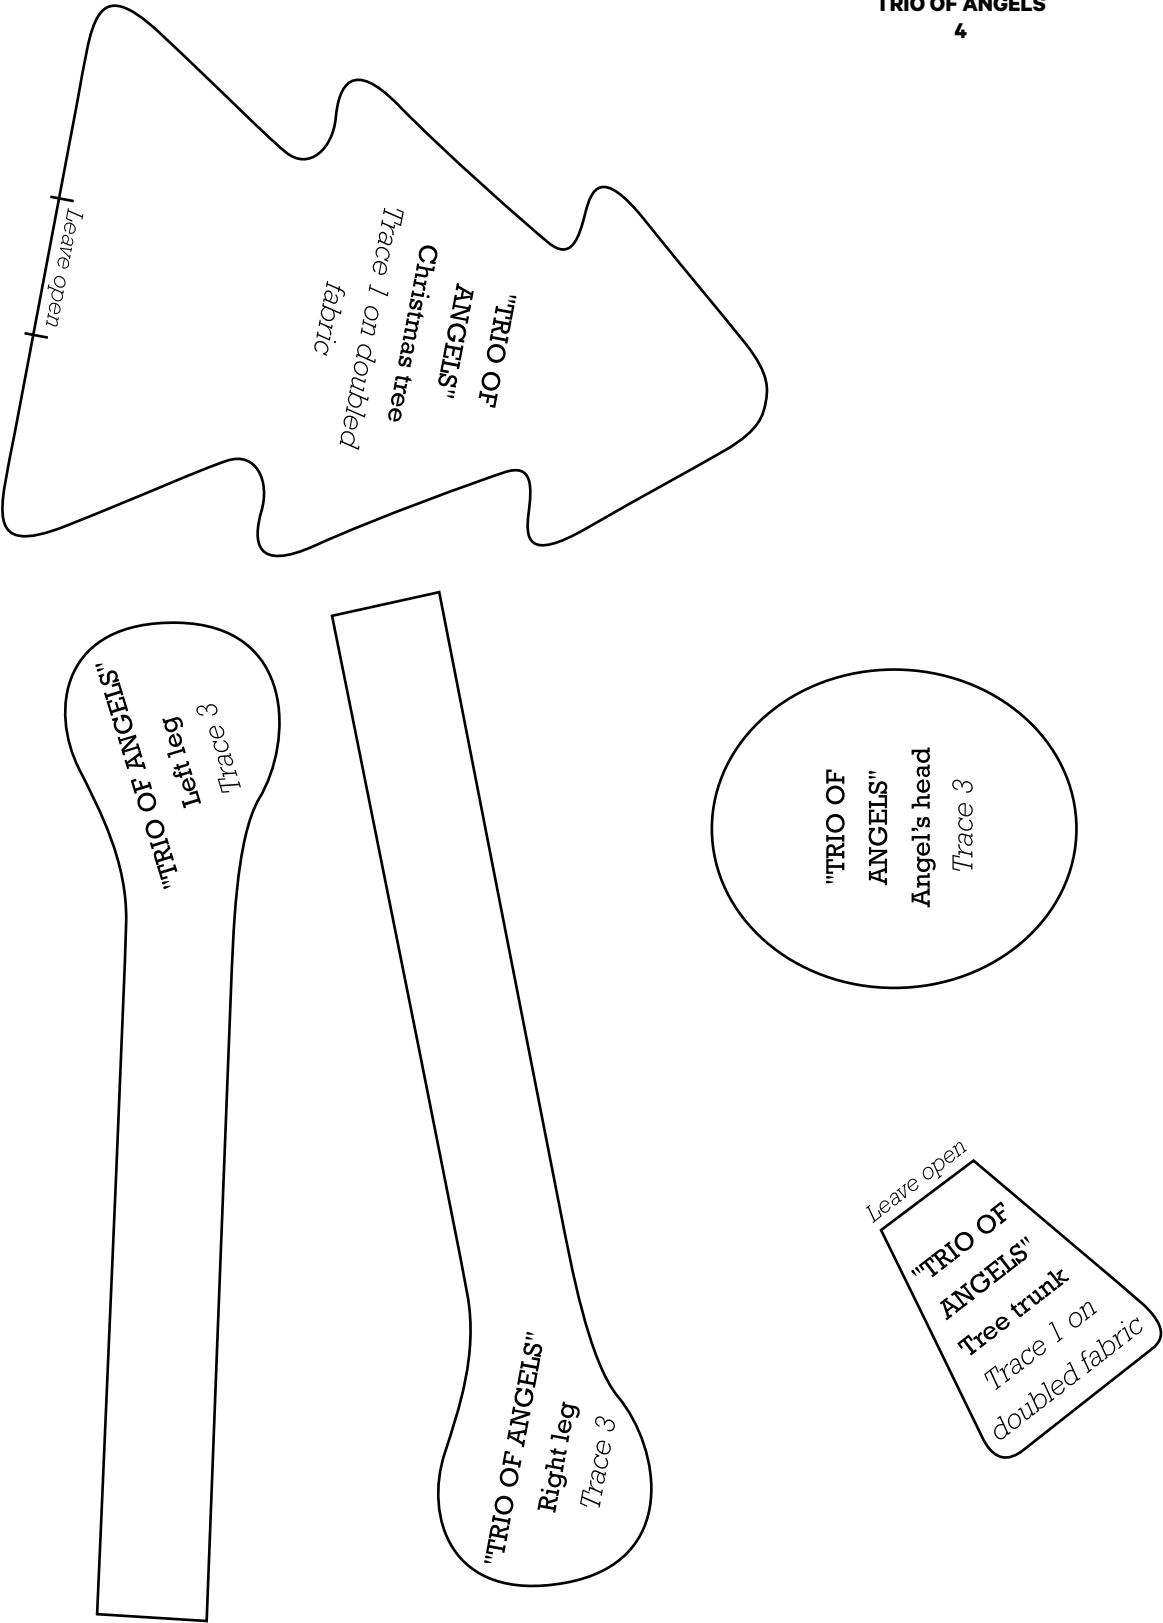 TRIO OF ANGELS
4
Leave open
"TRIO OF
ANGELS"
Christmas tree
Trace 1 on doubled
fabric
"TRIO OF ANGELS"
Left leg
Trace 3
"TRIO OF
ANGELS"
Angel’s head
Trace 3
Leave open
""TRIO OF
ANGELS"
Tree trunk
Trace 1 on
doubled fabric
"TRIO OF ANGELS"
Right leg
Trace 3